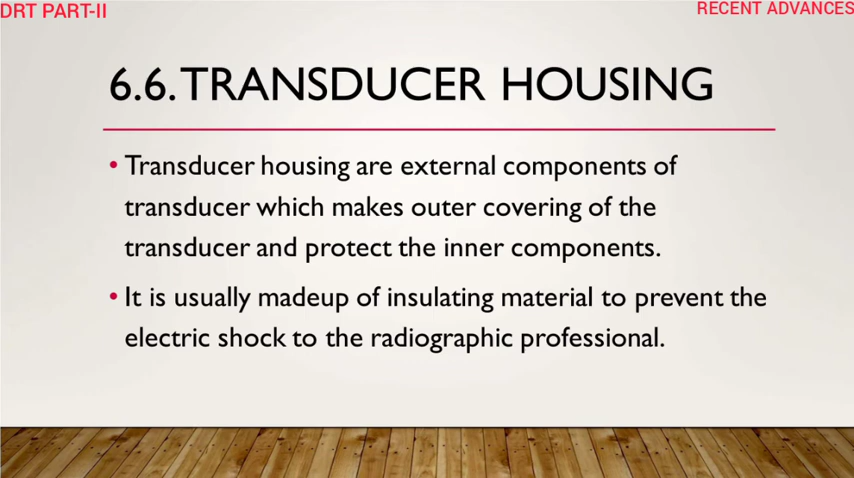 DRT PART-II
RECENT ADVANCES
6.6. TRANSDUCER HOUSING
• Transducer housing are external components of
transducer which makes outer covering of the
transducer and protect the inner components.
• It is usually madeup of insulating material to prevent the
electric shock to the radiographic professional.